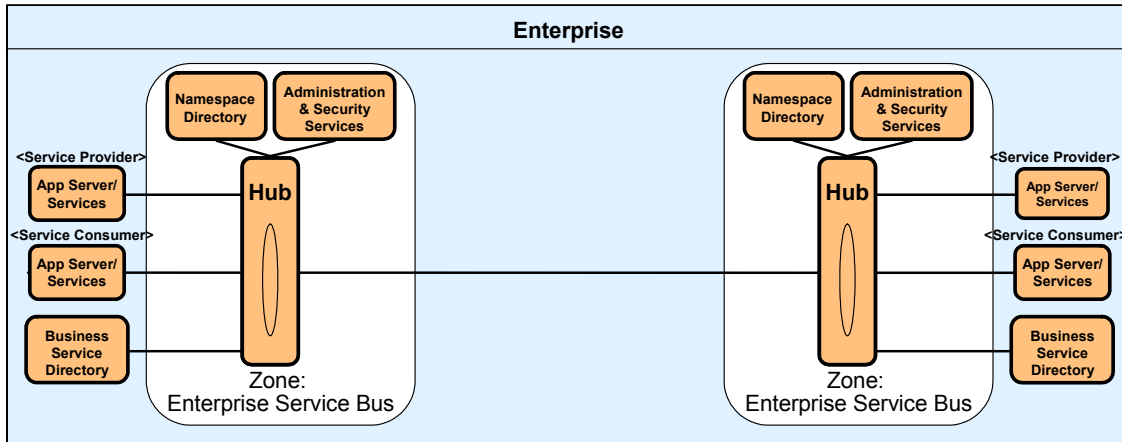 Enterprise
Namespace
Directory
Administration
& Security
Services
<Service Provider>
App Server/
Services
<Service Consumer>
App Server/
Services
Business
Service
Directory
Hub
Zone:
Enterprise Service Bus
Namespace
Directory
Administration
& Security
Services
Hub
<Service Provider>
App Server/
Services
<Service Consumer>
App Server/
Services
Business
Service
Directory
Zone:
Enterprise Service Bus